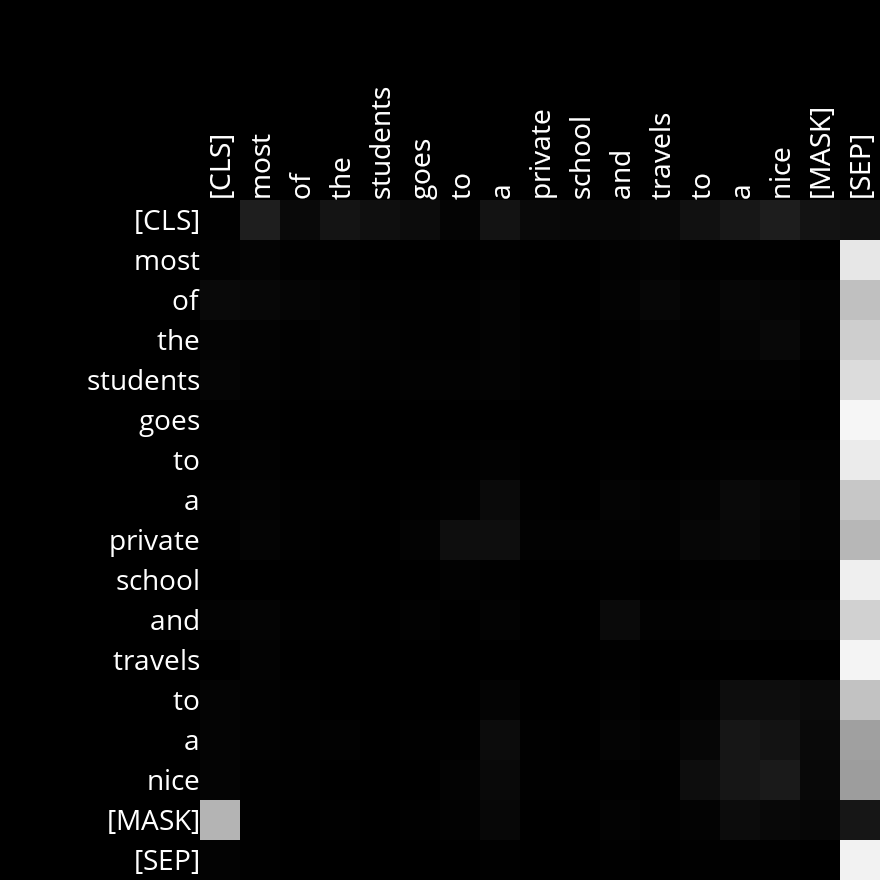 [CLS] most of the students goes to a private school and travels to a nice [MASK] [SEP]
[CLS]
most
of
the
students
goes
to
a
private
school
and
travels
to
a
nice
[MASK]
[SEP]